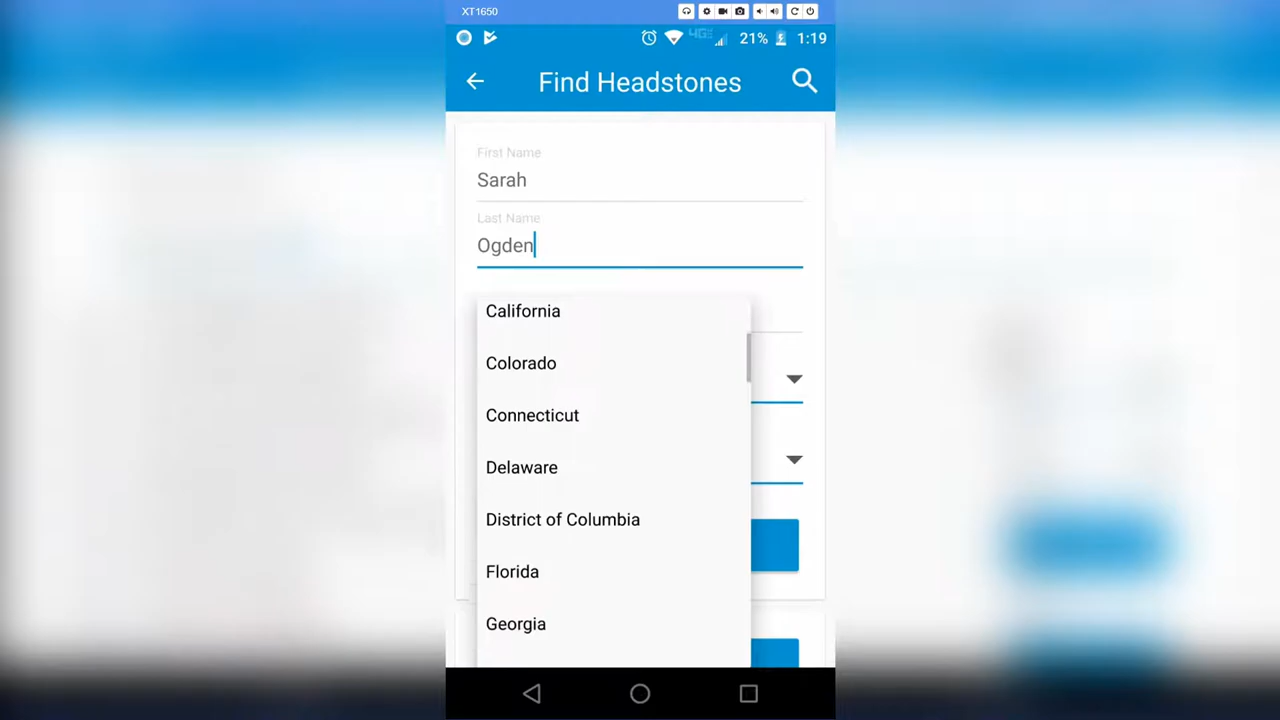 XT1650
4G 21% 1:19
Find Headstones
First Name
Sarah
Last Name
Ogden
California
Colorado
Connecticut
Delaware
District of Columbia
Florida
Georgia